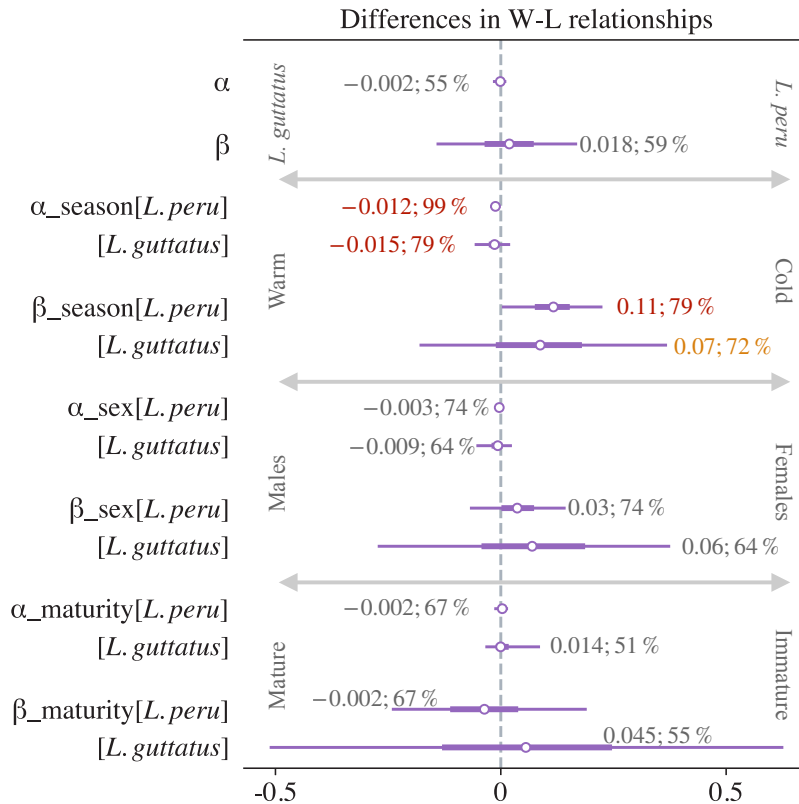 Differences in W-L relationships
α
−0.002; 55 %
β
0.018; 59 %
L. guttatus
L. peru
α_season[L. peru]
−0.012; 99 %
[L. guttatus]
−0.015; 79 %
β_season[L. peru]
0.11; 79 %
[L. guttatus]
0.07; 72 %
Warm
Cold
α_sex[L. peru]
−0.003; 74 %
[L. guttatus]
−0.009; 64 %
β_sex[L. peru]
0.03; 74 %
[L. guttatus]
0.06; 64 %
Males
Females
α_maturity[L. peru]
−0.002; 67 %
[L. guttatus]
0.014; 51 %
β_maturity[L. peru]
−0.002; 67 %
[L. guttatus]
0.045; 55 %
Mature
Immature
-0.5 0 0.5